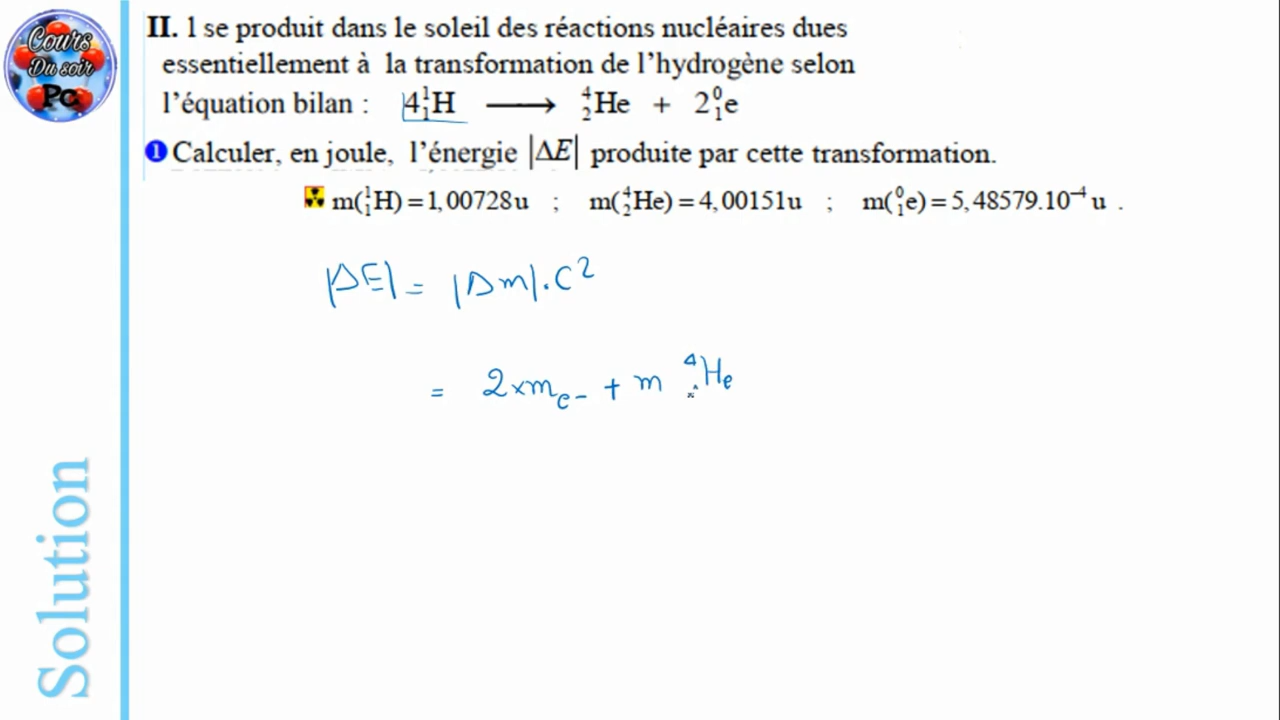 Cours
Du soir
PC
II. l se produit dans le soleil des réactions nucléaires dues
essentiellement à la transformation de l'hydrogène selon
l'équation bilan : 4¹₁H ⟶ ⁴₂He + 2⁰₁e
❶ Calculer, en joule, l'énergie |ΔE| produite par cette transformation.
m(¹₁H) = 1,00728u ; m(⁴₂He) = 4,00151u ; m(⁰₁e) = 5,48579.10⁻⁴ u .
|ΔE| = |Δm|.C²
= 2×m e- + m ⁴He
Solution